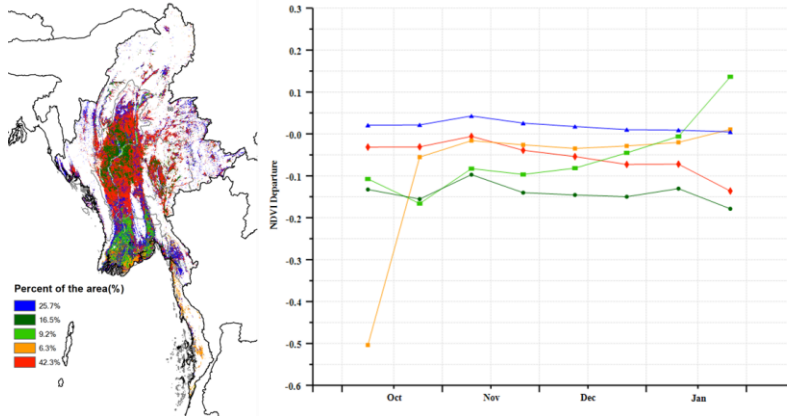 Percent of the area(%)
25.7%
16.5%
9.2%
6.3%
42.3%
NDVI Departure
0.3
0.2
0.1
-0.0
-0.1
-0.2
-0.3
-0.4
-0.5
-0.6
Oct
Nov
Dec
Jan